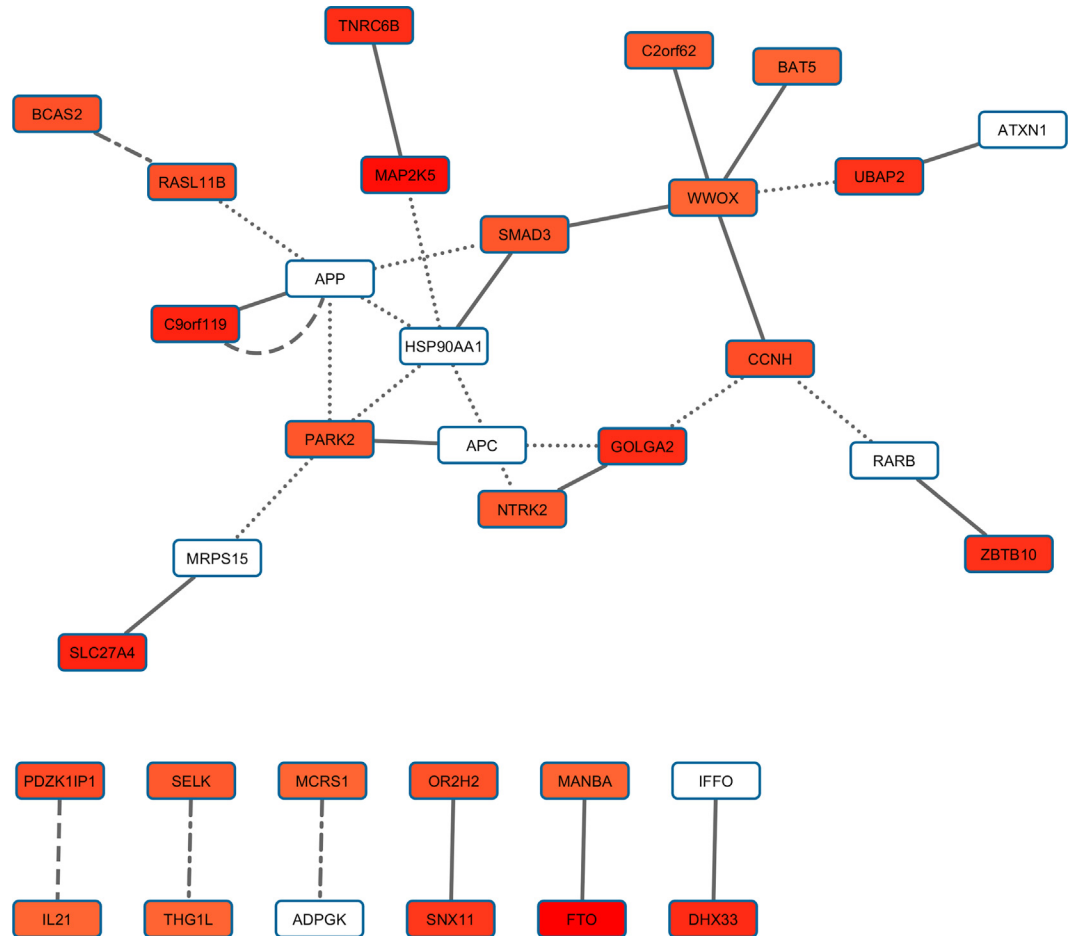 TNRC6B
C2orf62
BAT5
BCAS2
ATXN1
RASL11B
MAP2K5
UBAP2
WWOX
SMAD3
APP
C9orf119
HSP90AA1
CCNH
PARK2
APC
GOLGA2
RARB
NTRK2
MRPS15
ZBTB10
SLC27A4
PDZK1IP1
SELK
MCRS1
OR2H2
MANBA
IFFO
IL21
THG1L
ADPGK
SNX11
FTO
DHX33